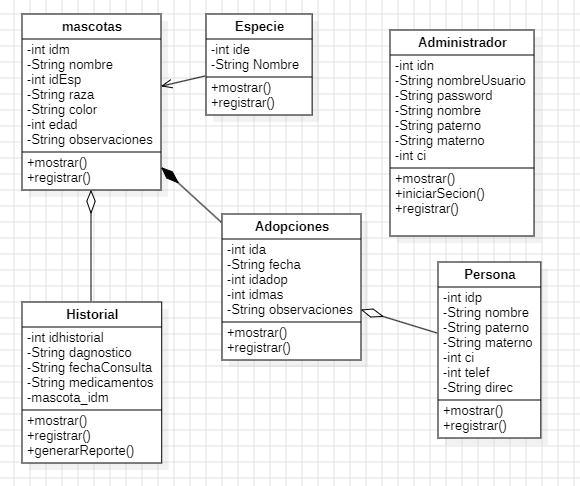 mascotas
-int idm
-String nombre
-int idEsp
-String raza
-String color
-int edad
-String observaciones
+mostrar()
+registrar()
Especie
-int ide
-String Nombre
+mostrar()
+registrar()
Administrador
-int idn
-String nombreUsuario
-String password
-String nombre
-String paterno
-String materno
-int ci
+mostrar()
+iniciarSecion()
+registrar()
Adopciones
-int ida
-String fecha
-int idadop
-int idmas
-String observaciones
+mostrar()
+registrar()
Persona
-int idp
-String nombre
-String paterno
-String materno
-int ci
-int telef
-String direc
+mostrar()
+registrar()
Historial
-int idhistorial
-String dagnostico
-String fechaConsulta
-String medicamentos
-mascota_idm
+mostrar()
+registrar()
+generarReporte()